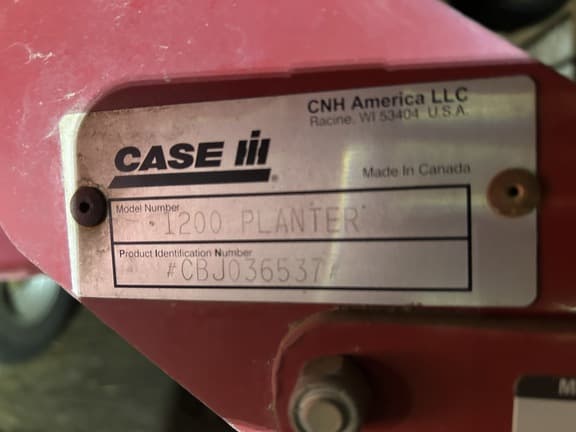 CNH America LLC
Racine, WI 53404 U.S.A.
CASE IH
Made In Canada
Model Number
1200 PLANTER
Product Identification Number
#CBJ036537#
M